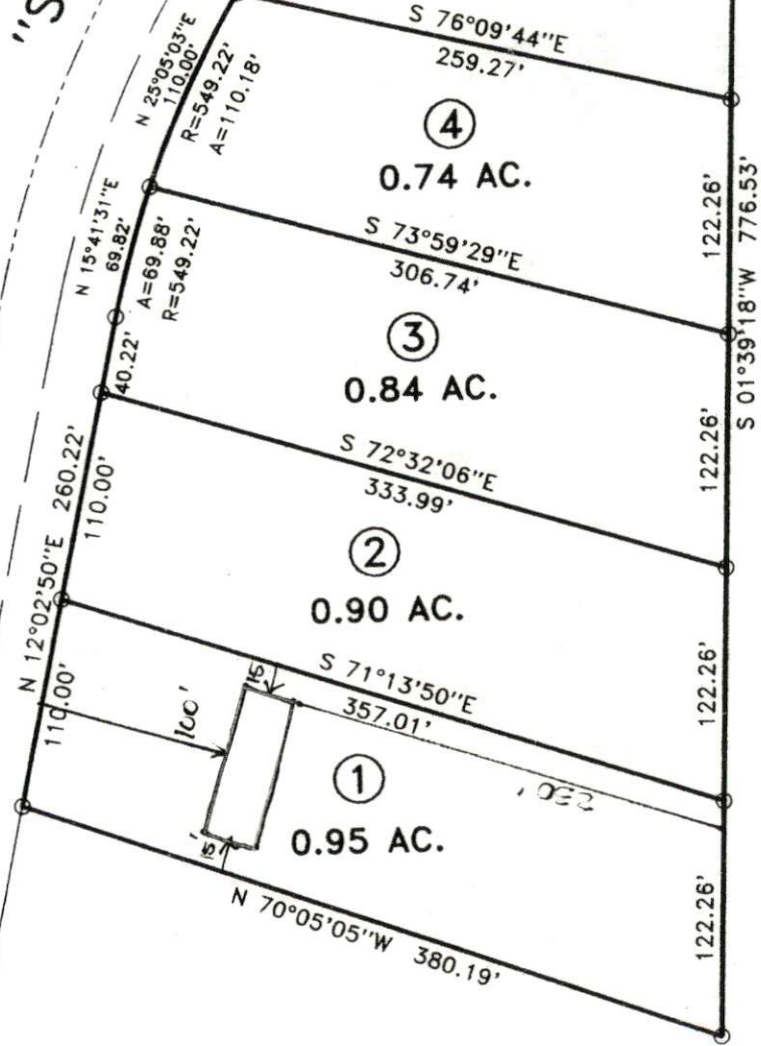 "S
S 76°09'44"E
259.27'
N 25°05'03"E
110.00'
R=549.22'
A=110.18'
4
0.74 AC.
122.26'
S 01°39'18"W 776.53'
N 15°41'31"E
69.82'
A=69.88'
R=549.22'
S 73°59'29"E
306.74'
3
0.84 AC.
40.22'
122.26'
S 72°32'06"E
333.99'
N 12°02'50"E 260.22'
110.00'
2
0.90 AC.
122.26'
S 71°13'50"E
357.01'
15'
110.00'
100'
1
0.95 AC.
230'
15'
122.26'
N 70°05'05"W 380.19'